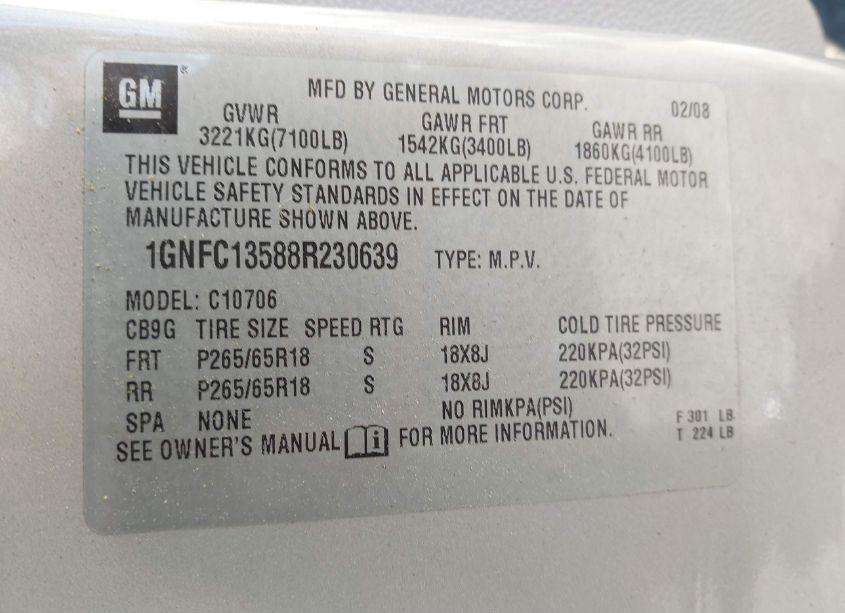 GM ®
MFD BY GENERAL MOTORS CORP. 02/08
GVWR GAWR FRT GAWR RR
3221KG(7100LB) 1542KG(3400LB) 1860KG(4100LB)
THIS VEHICLE CONFORMS TO ALL APPLICABLE U.S. FEDERAL MOTOR
VEHICLE SAFETY STANDARDS IN EFFECT ON THE DATE OF
MANUFACTURE SHOWN ABOVE.
1GNFC13588R230639 TYPE: M.P.V.
MODEL: C10706
CB9G TIRE SIZE SPEED RTG RIM COLD TIRE PRESSURE
FRT P265/65R18 S 18X8J 220KPA(32PSI)
RR P265/65R18 S 18X8J 220KPA(32PSI)
SPA NONE NO RIMKPA(PSI)
SEE OWNER'S MANUAL i FOR MORE INFORMATION.
F 301 LB
T 224 LB